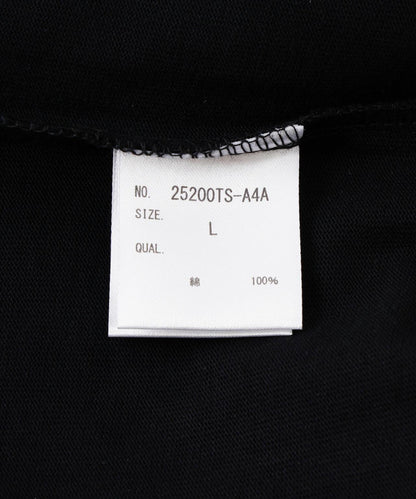 NO. 25200TS-A4A
SIZE.
L
QUAL.
綿 100%